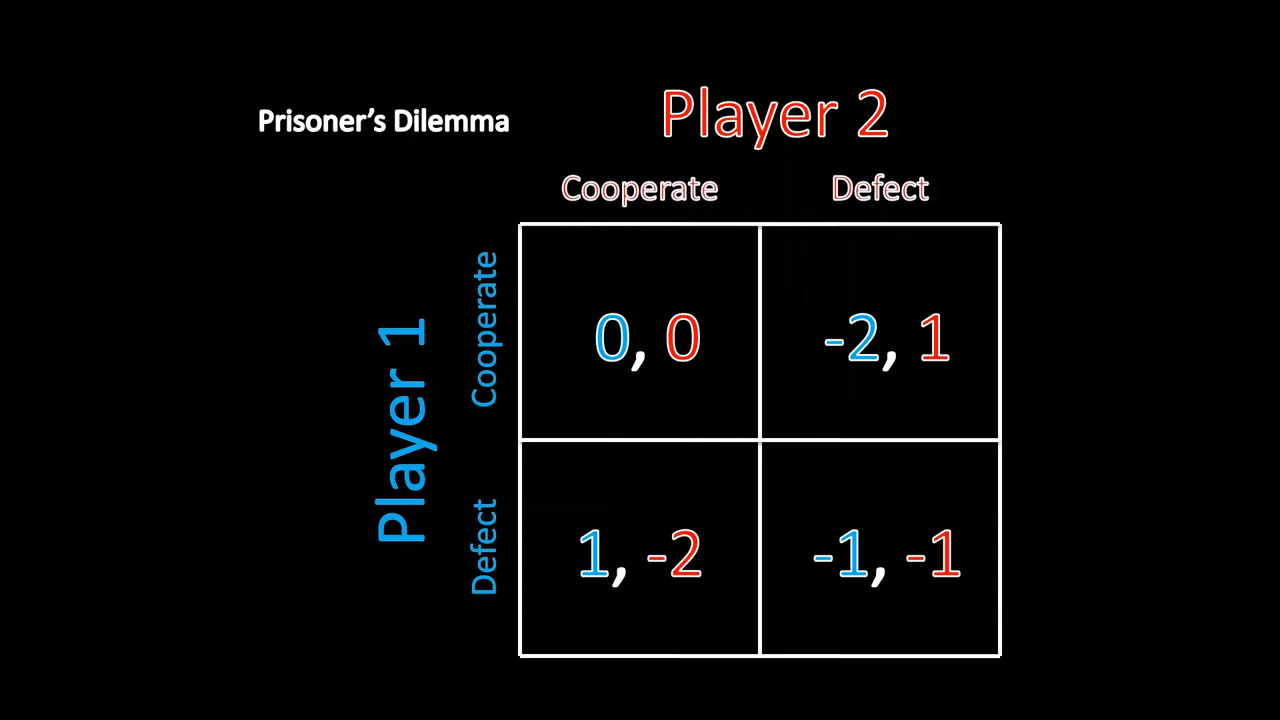 Prisoner’s Dilemma
Player 2
Cooperate Defect
Player 1
Cooperate
0, 0 -2, 1
Defect
1, -2 -1, -1